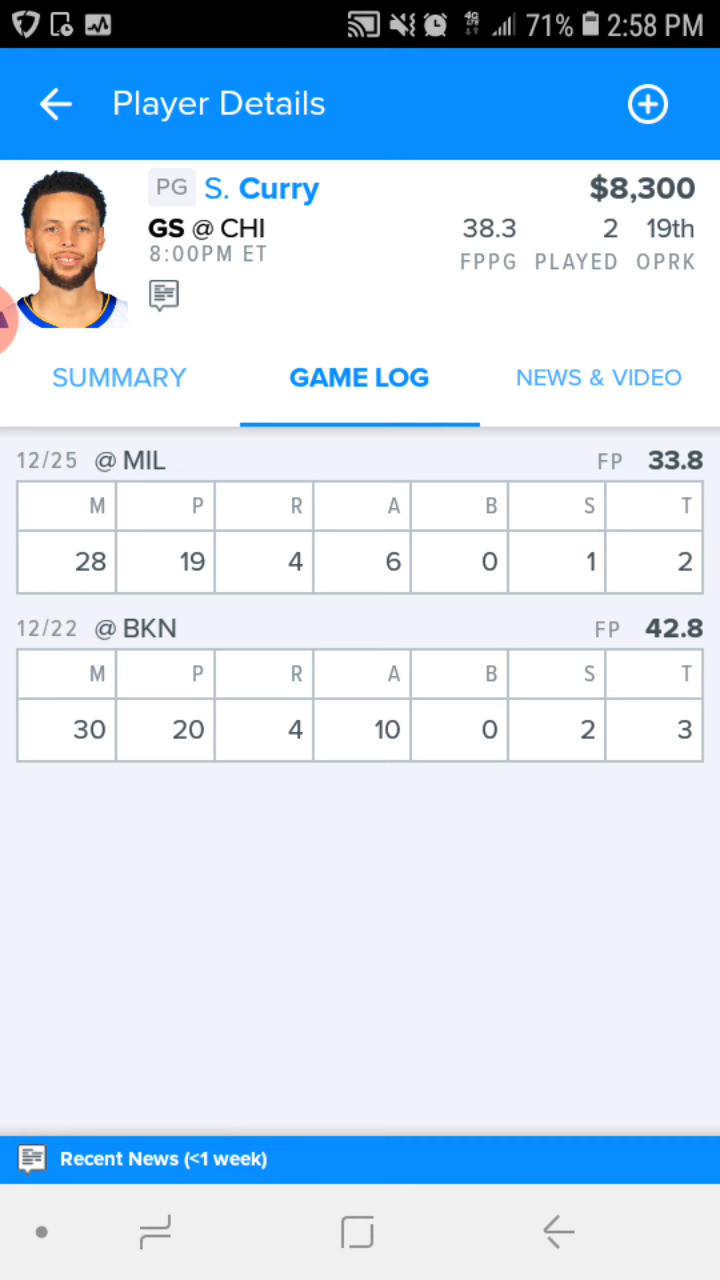 4G 71% 2:58 PM
Player Details
PG S. Curry $8,300
GS @ CHI 38.3 2 19th
8:00PM ET FPPG PLAYED OPRK
SUMMARY GAME LOG NEWS & VIDEO
12/25 @ MIL FP 33.8
M P R A B S T
28 19 4 6 0 1 2
12/22 @ BKN FP 42.8
M P R A B S T
30 20 4 10 0 2 3
Recent News (<1 week)